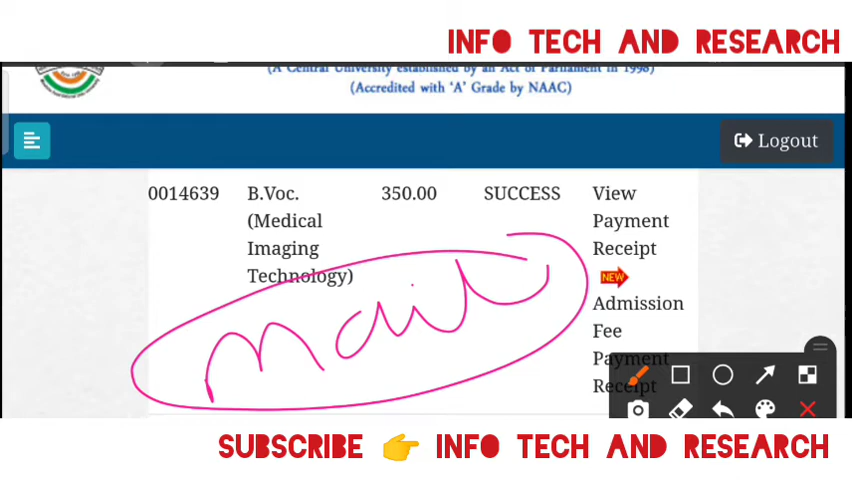 INFO TECH AND RESEARCH
(A Central University established by an Act of Parliament in 1998)
(Accredited with 'A' Grade by NAAC)
Logout
0014639 B.Voc. 350.00 SUCCESS View
(Medical Payment
Imaging Receipt
Technology) NEW
Admission
Fee
Payment
Receipt
mail
SUBSCRIBE 👉 INFO TECH AND RESEARCH